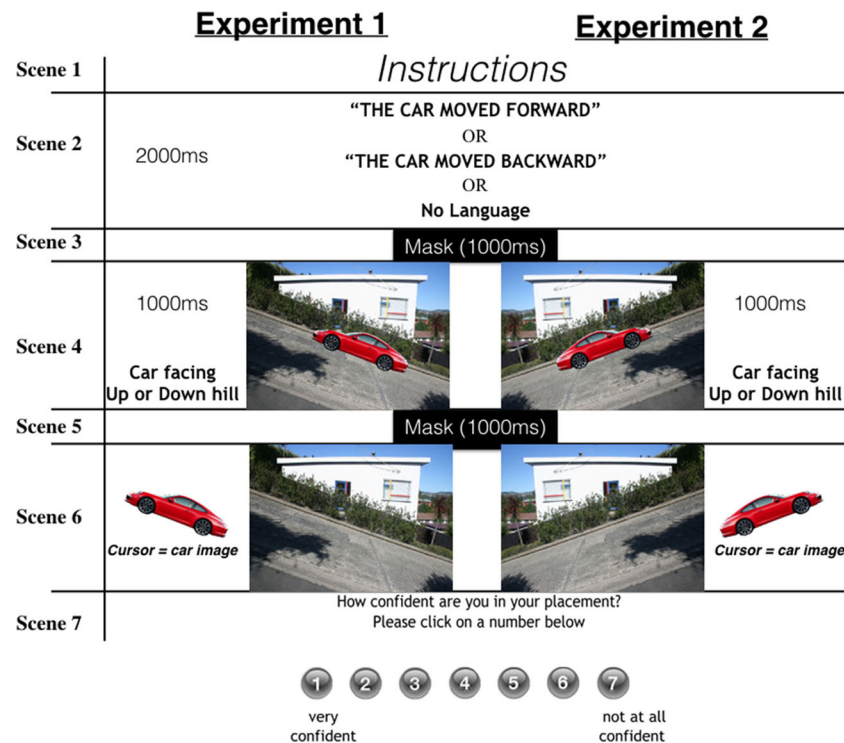 Experiment 1
Experiment 2
Scene 1
Instructions
Scene 2
2000ms
“THE CAR MOVED FORWARD”
OR
“THE CAR MOVED BACKWARD”
OR
No Language
Scene 3
Mask (1000ms)
Scene 4
1000ms
Car facing
Up or Down hill
1000ms
Car facing
Up or Down hill
Scene 5
Mask (1000ms)
Scene 6
Cursor = car image
Cursor = car image
Scene 7
How confident are you in your placement?
Please click on a number below
1 2 3 4 5 6 7
very
confident
not at all
confident